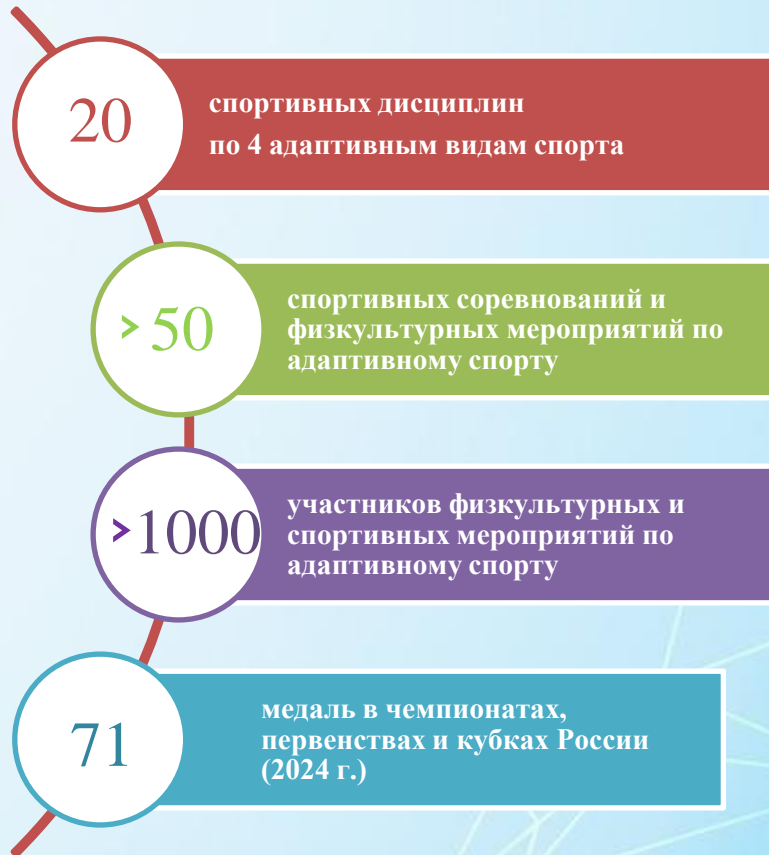 20
спортивных дисциплин
по 4 адаптивным видам спорта
>50
спортивных соревнований и
физкультурных мероприятий по
адаптивному спорту
>1000
участников физкультурных и
спортивных мероприятий по
адаптивному спорту
71
медаль в чемпионатах,
первенствах и кубках России
(2024 г.)